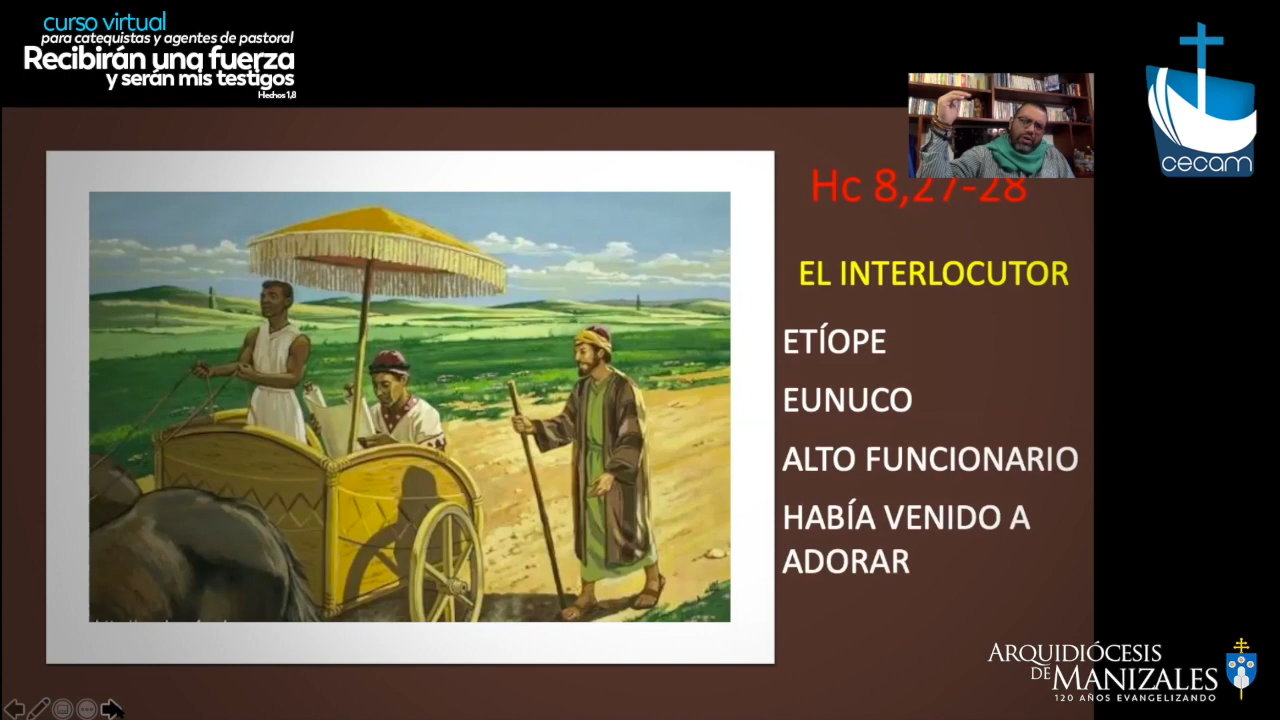 curso virtual
para catequistas y agentes de pastoral
Recibirán una fuerza
y serán mis testigos
Hechos 1,8
cecam
Hc 8,27-28
EL INTERLOCUTOR
ETÍOPE
EUNUCO
ALTO FUNCIONARIO
HABÍA VENIDO A
ADORAR
ARQUIDIÓCESIS
DE MANIZALES
120 AÑOS EVANGELIZANDO